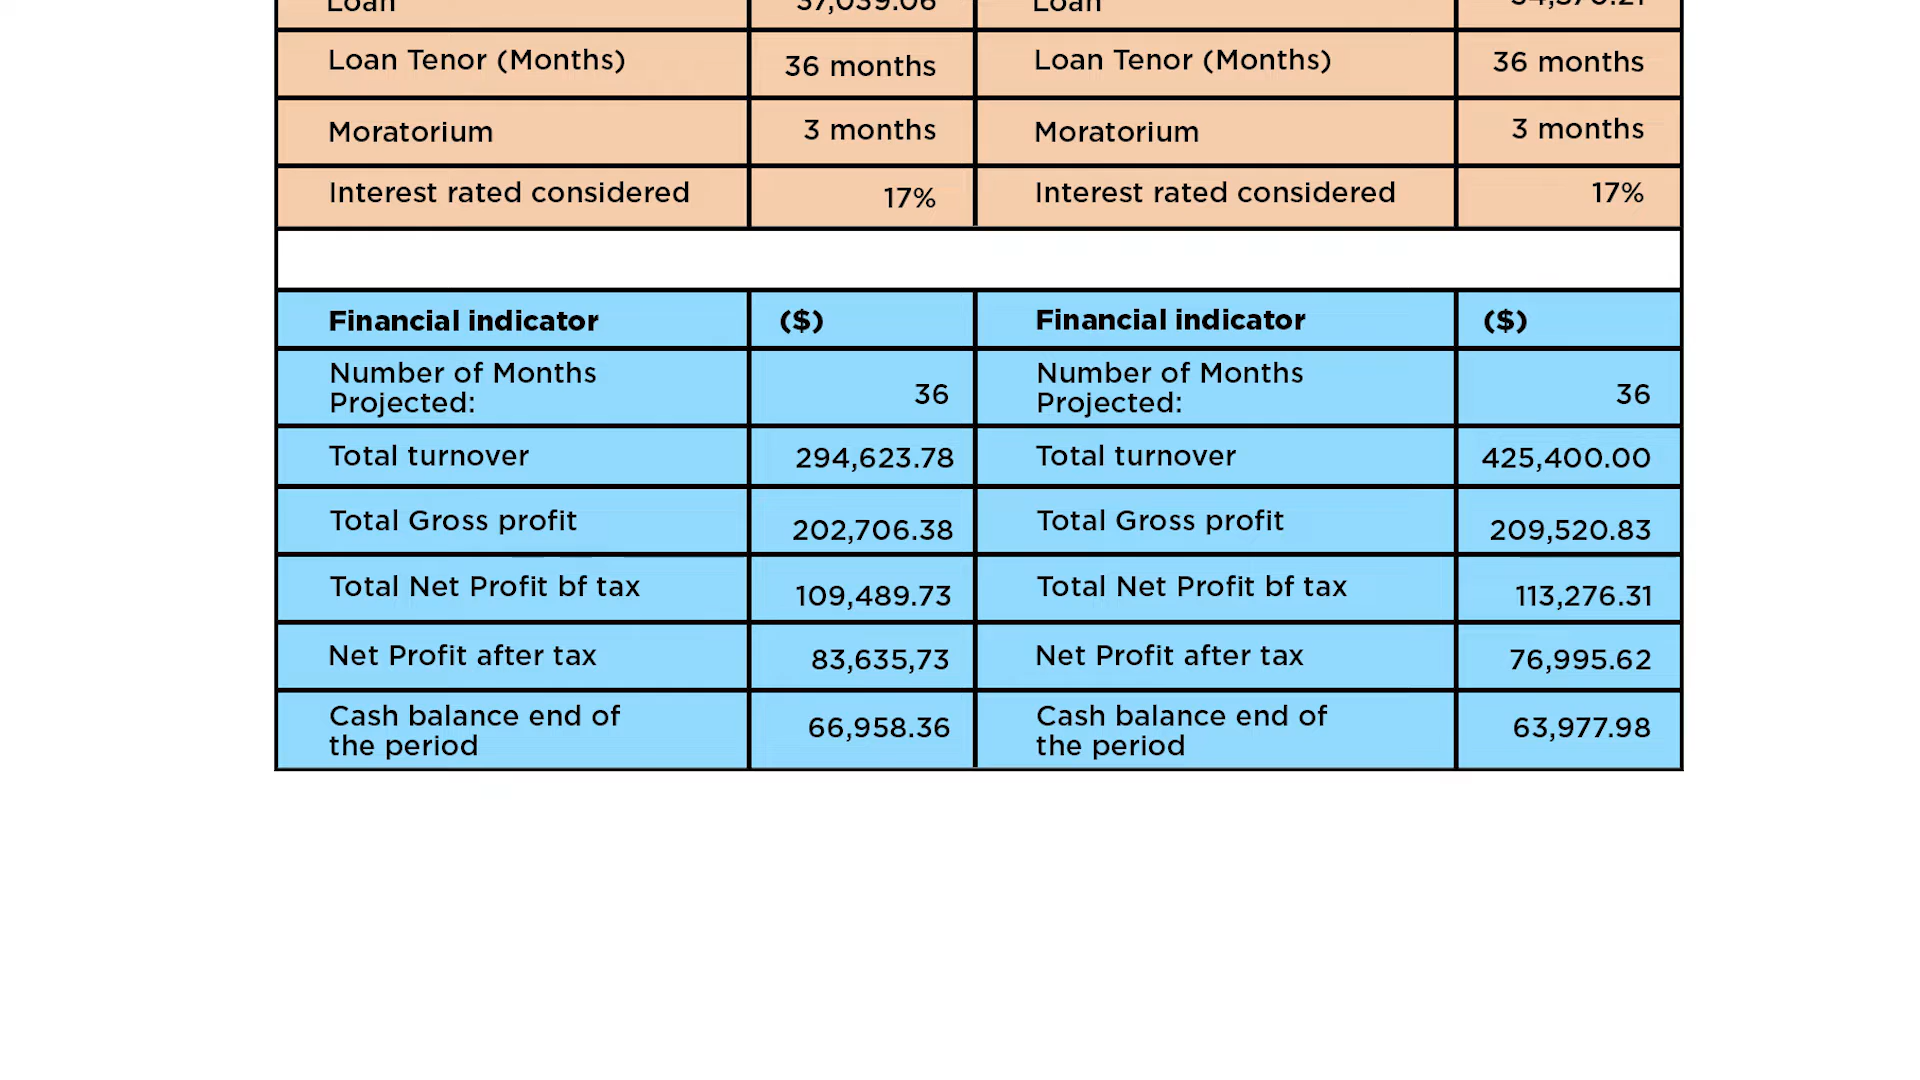 Loan 37,039.06 Loan
Loan Tenor (Months) 36 months Loan Tenor (Months) 36 months
Moratorium 3 months Moratorium 3 months
Interest rated considered 17% Interest rated considered 17%
Financial indicator ($) Financial indicator ($)
Number of Months
Projected: 36 Number of Months
Projected: 36
Total turnover 294,623.78 Total turnover 425,400.00
Total Gross profit 202,706.38 Total Gross profit 209,520.83
Total Net Profit bf tax 109,489.73 Total Net Profit bf tax 113,276.31
Net Profit after tax 83,635,73 Net Profit after tax 76,995.62
Cash balance end of
the period 66,958.36 Cash balance end of
the period 63,977.98